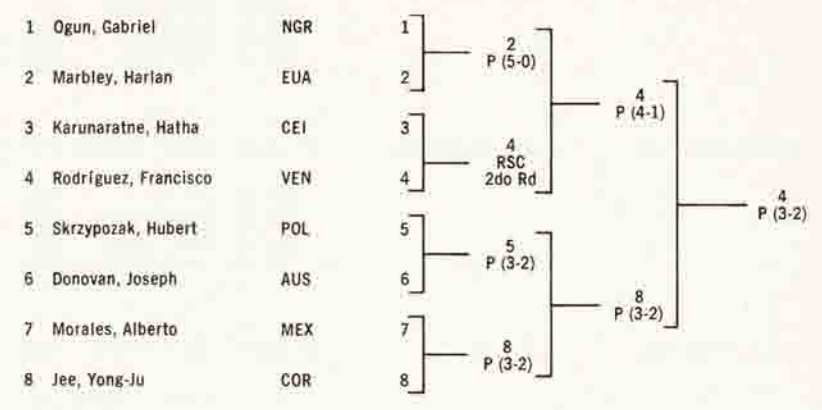 1 Ogun, Gabriel NGR 1
2 Marbley, Harlan EUA 2
3 Karunaratne, Hatha CEI 3
4 Rodríguez, Francisco VEN 4
5 Skrzypozak, Hubert POL 5
6 Donovan, Joseph AUS 6
7 Morales, Alberto MEX 7
8 Jee, Yong-Ju COR 8
2
P (5-0)
4
RSC
2do Rd
5
P (3-2)
8
P (3-2)
4
P (4-1)
8
P (3-2)
4
P (3-2)